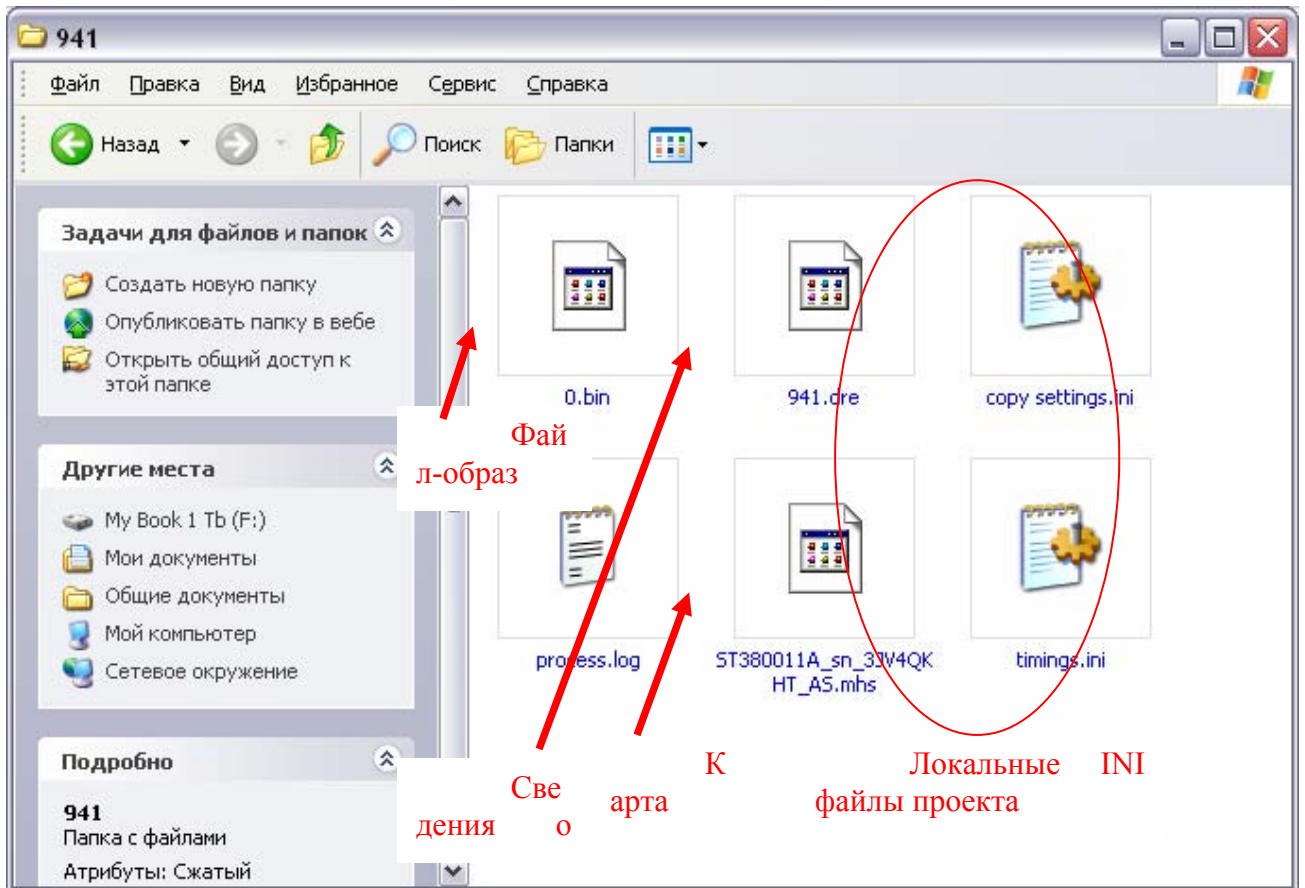 941
Файл Правка Вид Избранное Сервис Справка
Назад Поиск Папки
Задачи для файлов и папок
Создать новую папку
Опубликовать папку в вебе
Открыть общий доступ к
этой папке
Другие места
My Book 1 Tb (F:)
Мои документы
Общие документы
Мой компьютер
Сетевое окружение
Подробно
941
Папка с файлами
Атрибуты: Сжатый
0.bin
941.dre
copy settings.ini
process.log
ST380011A_sn_3JV4QK
HT_AS.mhs
timings.ini
Фай
л-образ
Све
дения о
К
арта
Локальные INI
файлы проекта